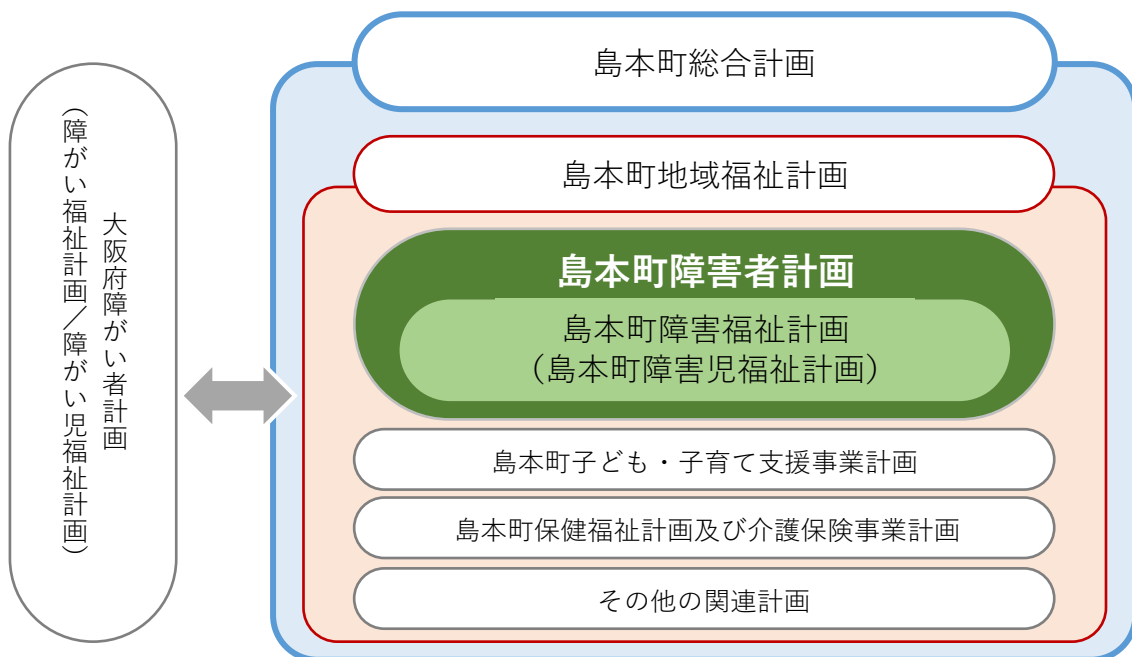 島本町総合計画
島本町地域福祉計画
島本町障害者計画
島本町障害福祉計画
（島本町障害児福祉計画）
島本町子ども・子育て支援事業計画
島本町保健福祉計画及び介護保険事業計画
その他の関連計画
大阪府障がい者計画
（障がい福祉計画／障がい児福祉計画）